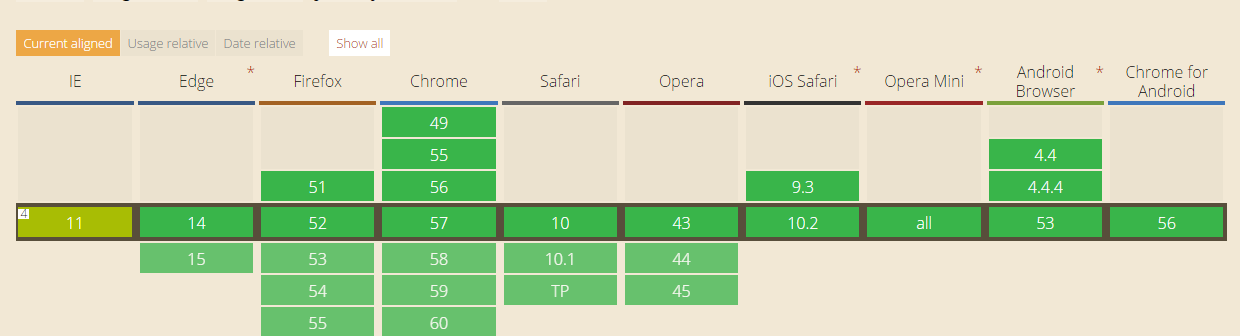 Current aligned Usage relative Date relative Show all
IE Edge * Firefox Chrome Safari Opera iOS Safari * Opera Mini * Android Browser * Chrome for Android
49
55 4.4
51 56 9.3 4.4.4
4 11 14 52 57 10 43 10.2 all 53 56
15 53 58 10.1 44
54 59 TP 45
55 60